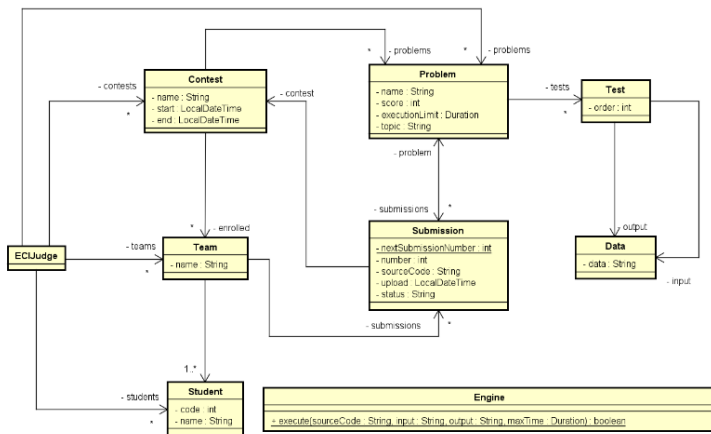 - problems
- problems
Contest
- name : String
- start : LocalDateTime
- end : LocalDateTime
- contests
*
- contest
Problem
- name : String
- score : int
- executionLimit : Duration
- topic : String
*
*
- tests
*
Test
- order : int
- problem
- submissions
*
* - enrolled
Team
- name : String
- teams
*
ECIJudge
Submission
- nextSubmissionNumber : int
- number : int
- sourceCode : String
- upload : LocalDateTime
- status : String
- output
Data
- data : String
- input
- submissions
*
1..*
- students
*
Student
- code : int
- name : String
Engine
+ execute(sourceCode : String, input : String, output : String, maxTime : Duration) : boolean